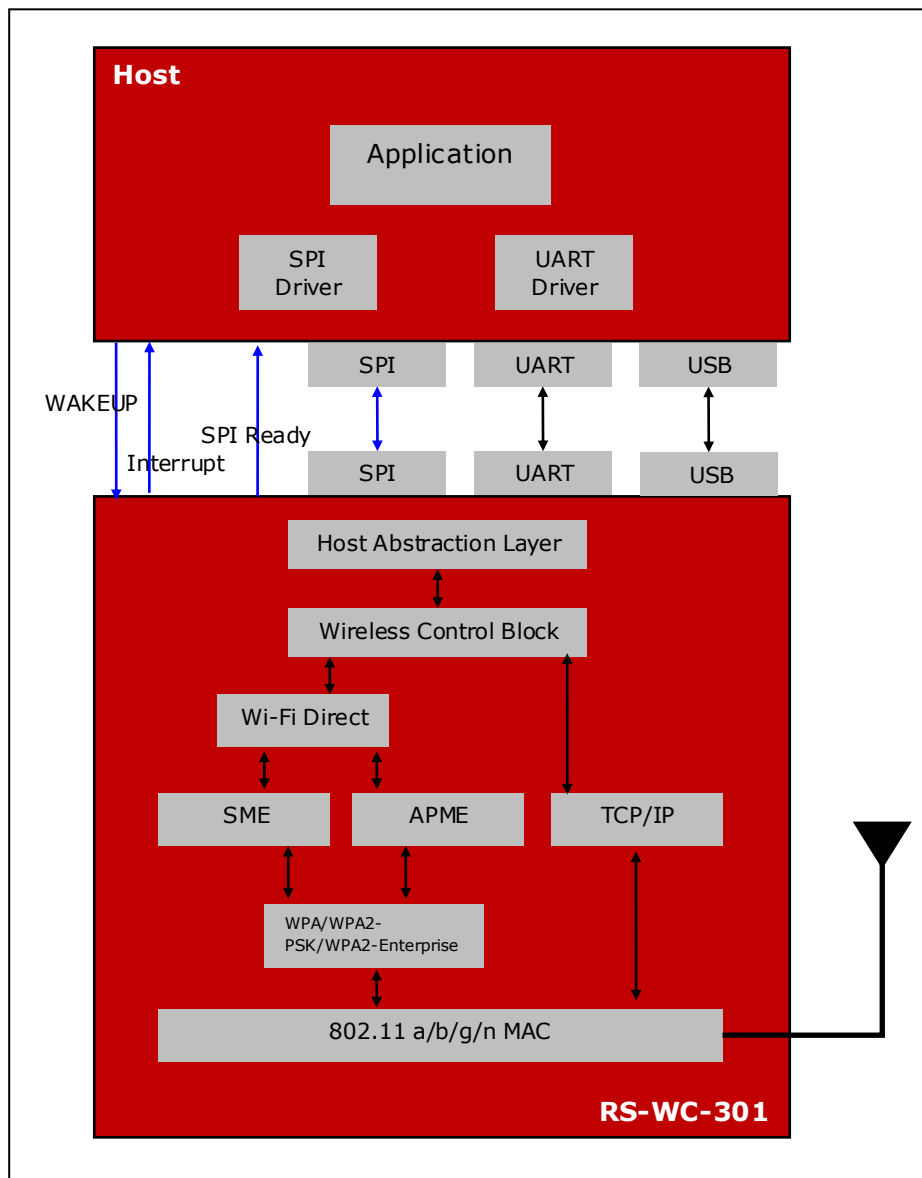 Host
Application
SPI
Driver
UART
Driver
SPI
UART
USB
WAKEUP
SPI Ready
Interrupt
SPI
UART
USB
Host Abstraction Layer
Wireless Control Block
Wi-Fi Direct
SME
APME
TCP/IP
WPA/WPA2-
PSK/WPA2-Enterprise
802.11 a/b/g/n MAC
RS-WC-301